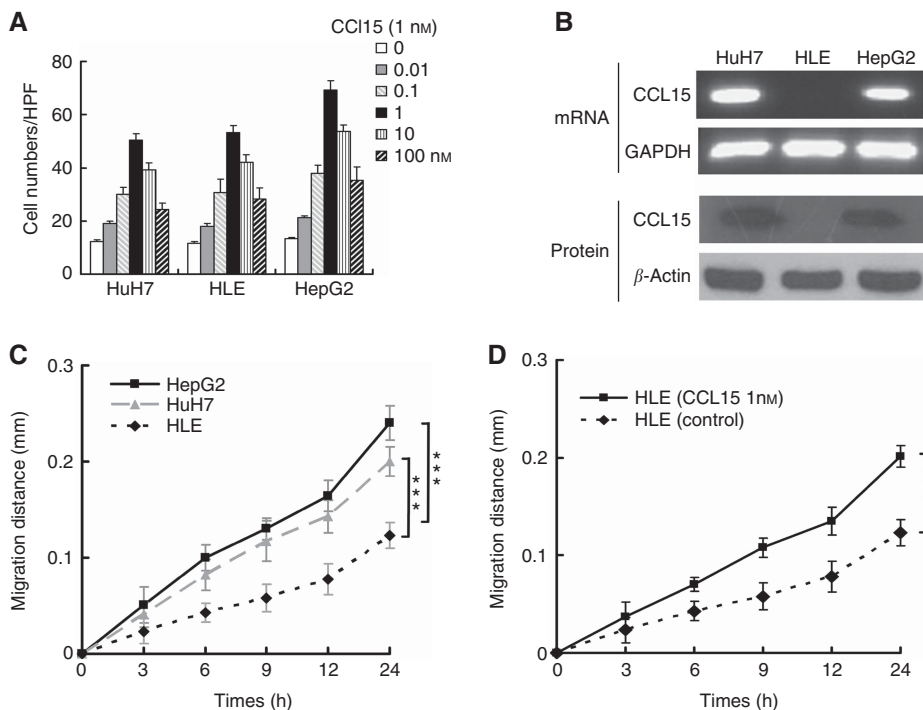 A
CCl15 (1 nM)
0
0.01
0.1
1
10
100 nM
Cell numbers/HPF
80
60
40
20
0
HuH7 HLE HepG2
B
HuH7 HLE HepG2
mRNA
CCL15
GAPDH
Protein
CCL15
β-Actin
C
Migration distance (mm)
0.3
0.2
0.1
0
HepG2
HuH7
HLE
***
***
0 3 6 9 12 24
Times (h)
D
Migration distance (mm)
0.3
0.2
0.1
0
HLE (CCL15 1nM)
HLE (control)
0 3 6 9 12 24
Times (h)